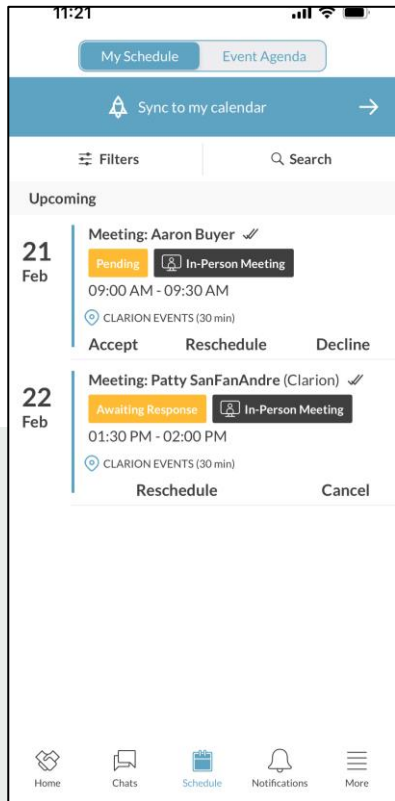 11:21
My Schedule Event Agenda
Sync to my calendar
Filters Search
Upcoming
21
Feb
Meeting: Aaron Buyer
Pending In-Person Meeting
09:00 AM - 09:30 AM
CLARION EVENTS (30 min)
Accept Reschedule Decline
22
Feb
Meeting: Patty SanFanAndre (Clarion)
Awaiting Response In-Person Meeting
01:30 PM - 02:00 PM
CLARION EVENTS (30 min)
Reschedule Cancel
Home Chats Schedule Notifications More